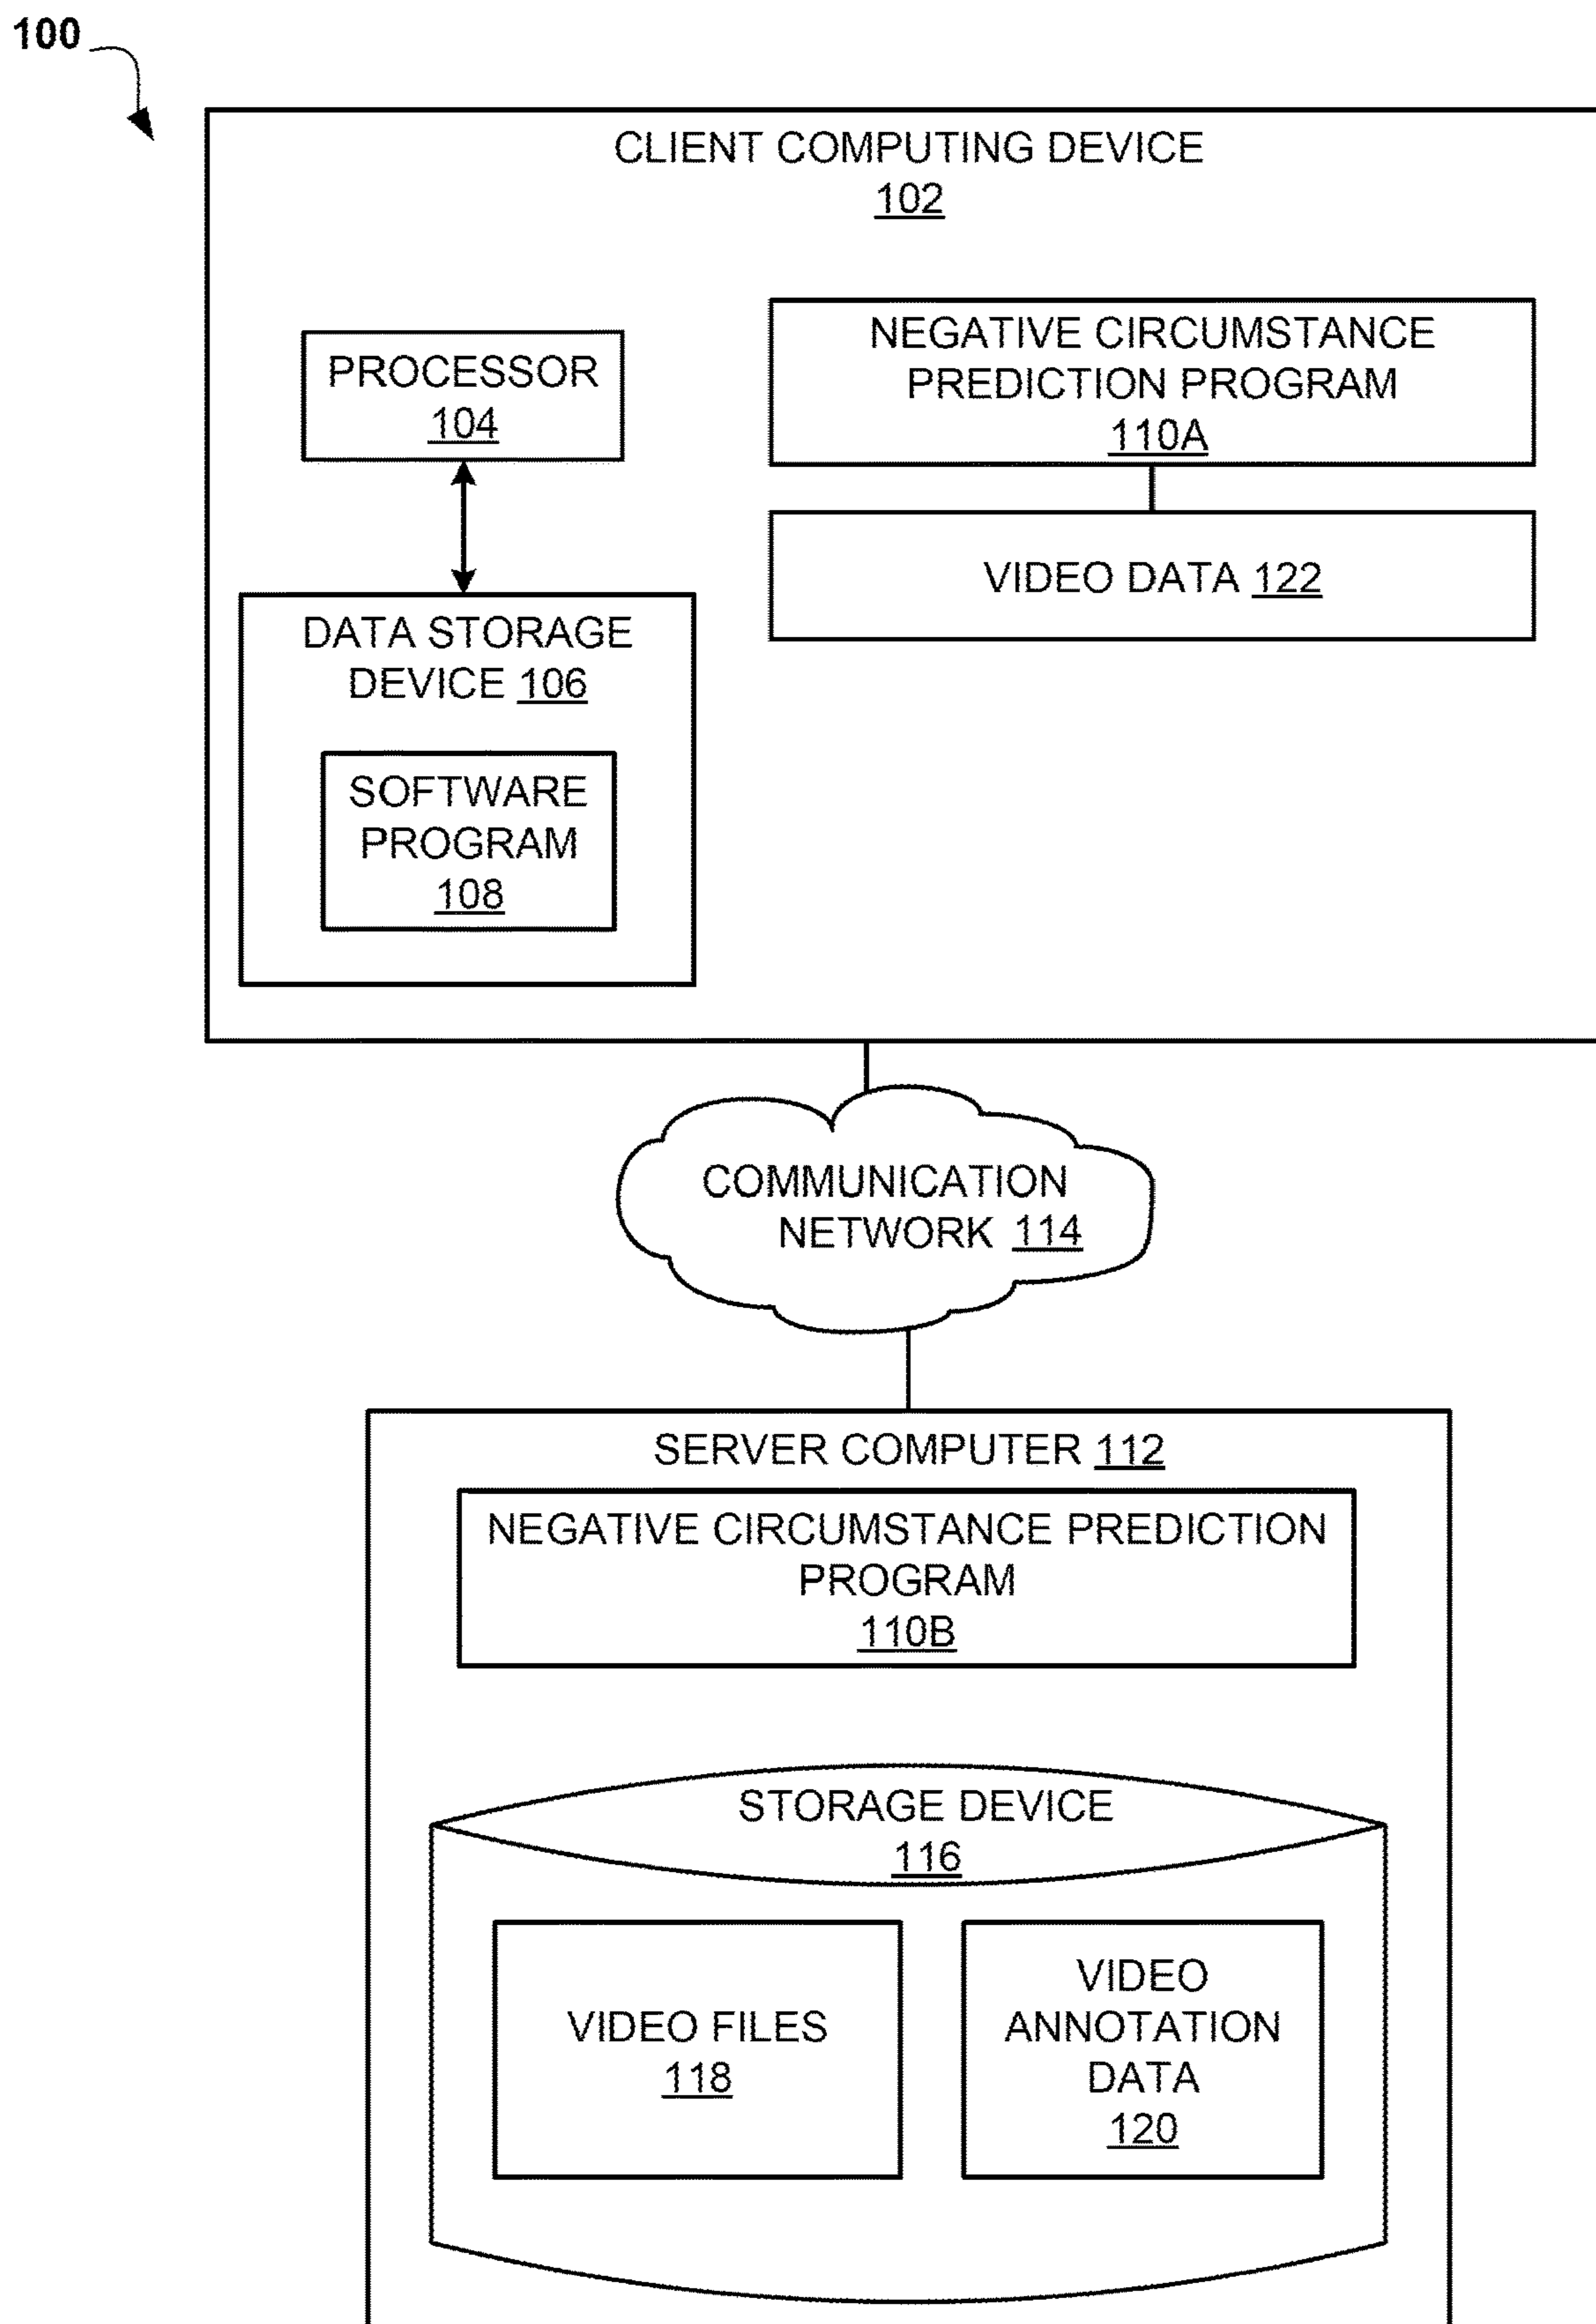 100
CLIENT COMPUTING DEVICE
102
PROCESSOR
104
NEGATIVE CIRCUMSTANCE
PREDICTION PROGRAM
110A
VIDEO DATA 122
DATA STORAGE
DEVICE 106
SOFTWARE
PROGRAM
108
COMMUNICATION
NETWORK 114
SERVER COMPUTER 112
NEGATIVE CIRCUMSTANCE PREDICTION
PROGRAM
110B
STORAGE DEVICE
116
VIDEO FILES
118
VIDEO
ANNOTATION
DATA
120